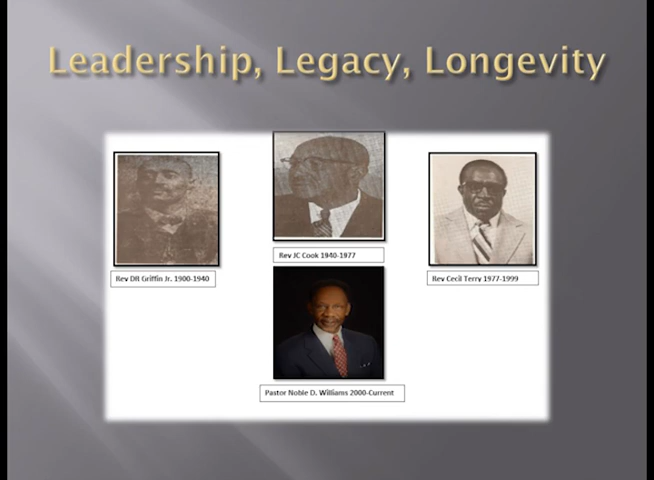 Leadership, Legacy, Longevity
Rev DR Griffin Jr. 1900-1940
Rev JC Cook 1940-1977
Rev Cecil Terry 1977-1999
Pastor Noble D. Williams 2000-Current